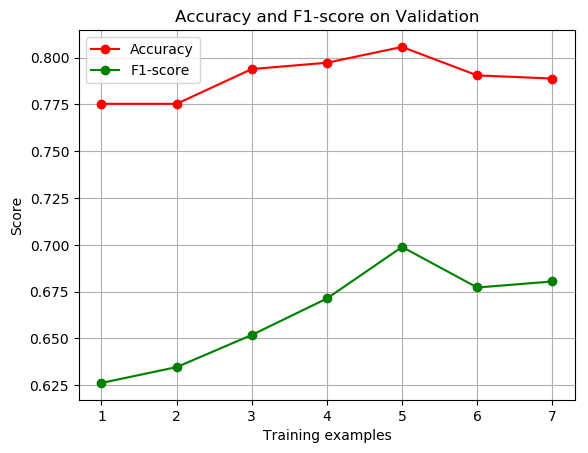 Accuracy and F1-score on Validation
Accuracy
F1-score
0.800
0.775
0.750
0.725
0.700
0.675
0.650
0.625
Score
1 2 3 4 5 6 7
Training examples